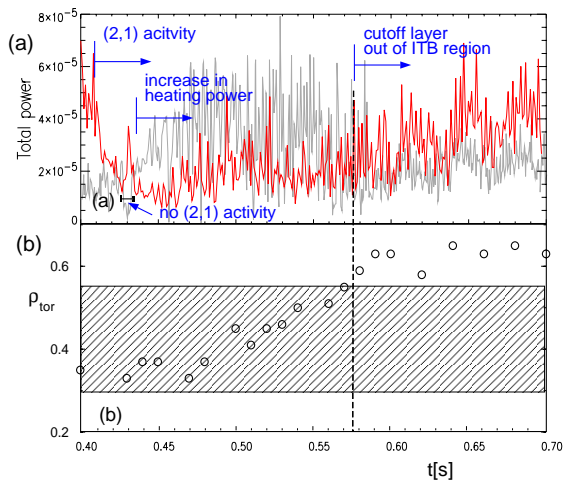 (a)
(2,1) acitvity
cutoff layer
out of ITB region
increase in
heating power
Total power
8×10⁻⁵
6×10⁻⁵
4×10⁻⁵
2×10⁻⁵
0
(a)
no (2,1) activity
(b)
0.6
ρtor
0.4
(b)
0.2
0.40 0.45 0.50 0.55 0.60 0.65 0.70
t[s]